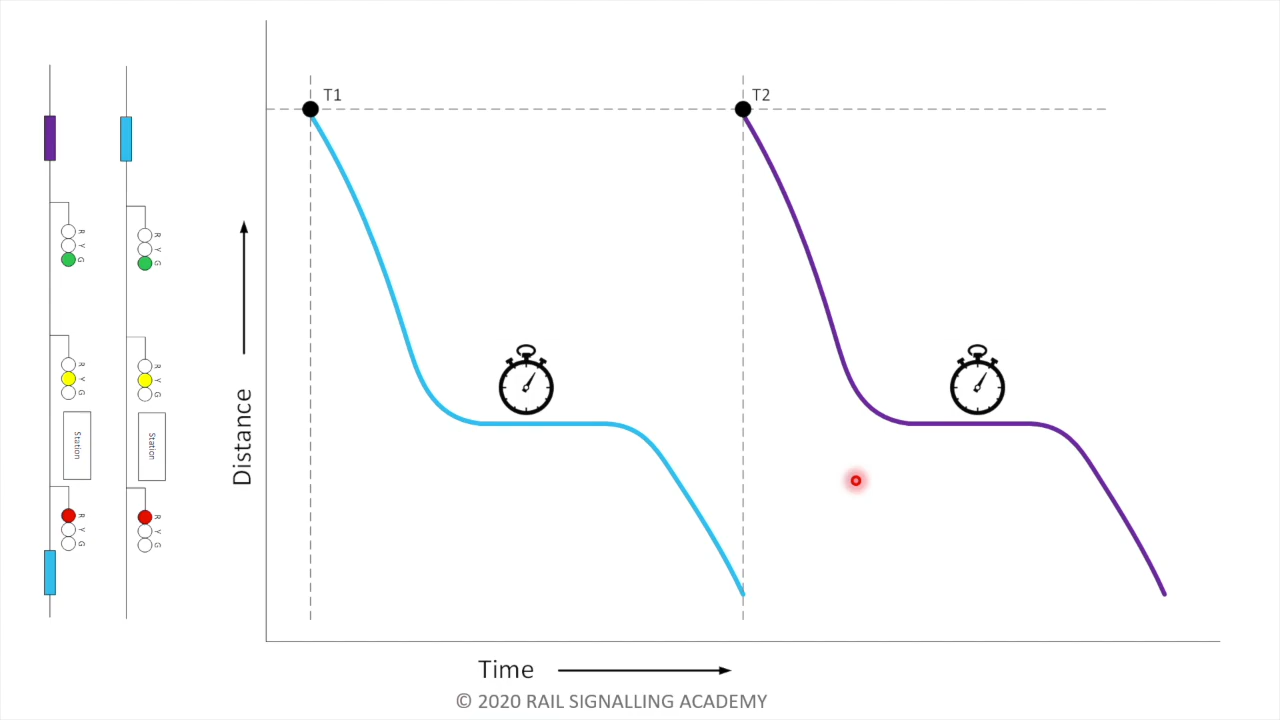 T1
T2
R Y G
R Y G
R Y G
R Y G
Station
Station
R Y G
R Y G
Distance
Time
© 2020 RAIL SIGNALLING ACADEMY